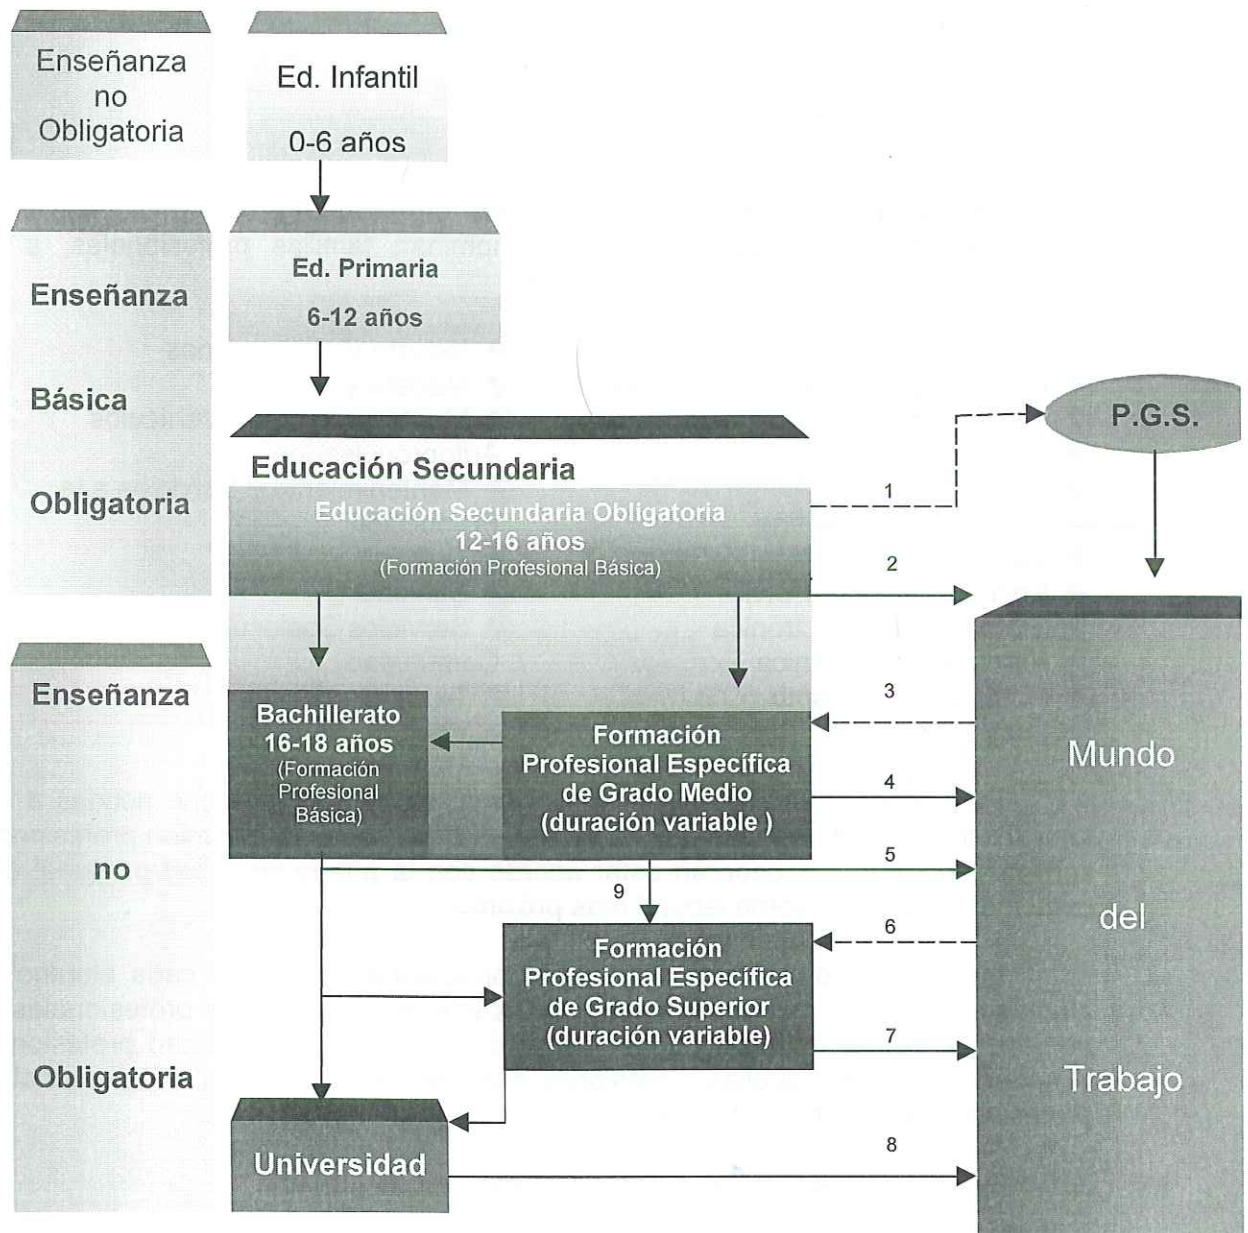 Enseñanza
no
Obligatoria
Ed. Infantil
0-6 años
Enseñanza
Básica
Obligatoria
Ed. Primaria
6-12 años
P.G.S.
Educación Secundaria
Educación Secundaria Obligatoria
12-16 años
(Formación Profesional Básica)
1
2
Enseñanza
no
Obligatoria
Bachillerato
16-18 años
(Formación
Profesional
Básica)
Formación
Profesional Específica
de Grado Medio
(duración variable )
3
4
5
9
6
Formación
Profesional Específica
de Grado Superior
(duración variable)
7
8
Universidad
Mundo
del
Trabajo